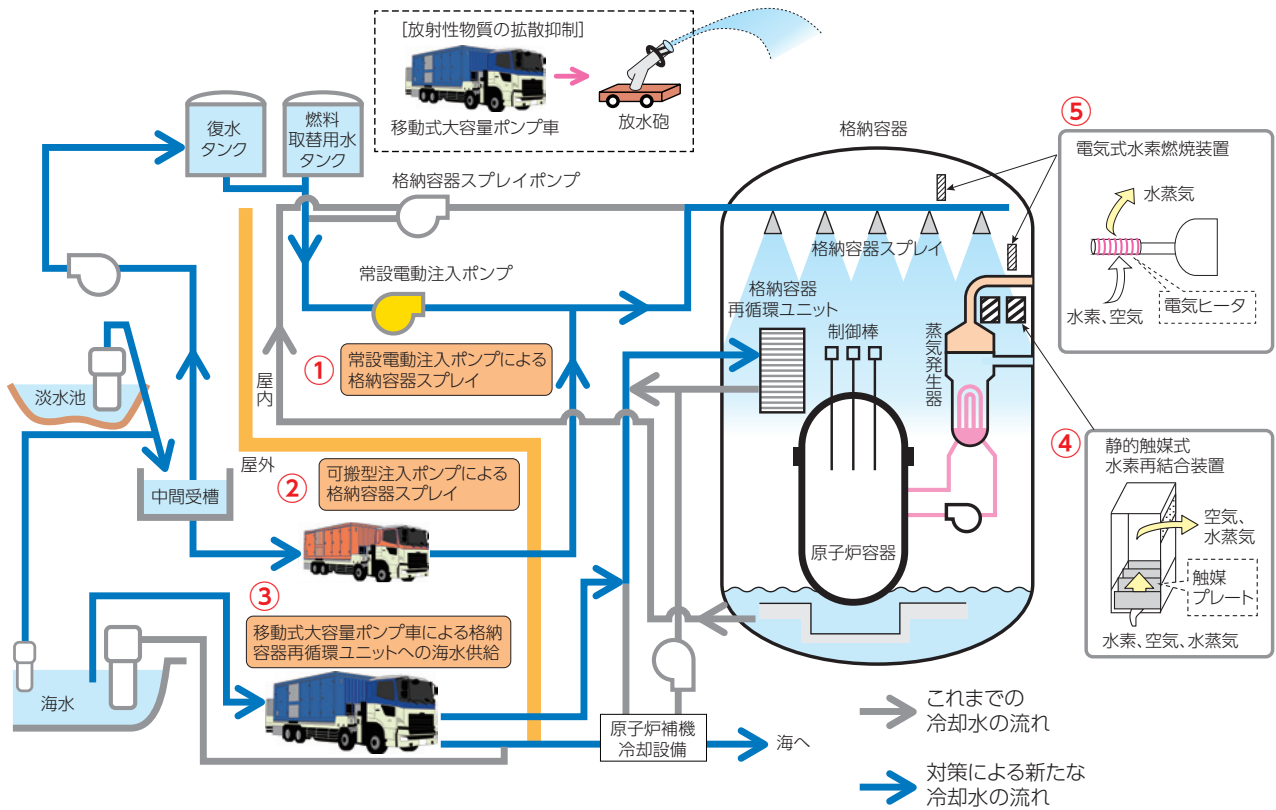 [放射性物質の拡散抑制]
移動式大容量ポンプ車
放水砲
復水
タンク
燃料
取替用水
タンク
格納容器スプレイポンプ
常設電動注入ポンプ
①
常設電動注入ポンプによる
格納容器スプレイ
屋内
屋外
淡水池
中間受槽
②
可搬型注入ポンプによる
格納容器スプレイ
③
移動式大容量ポンプ車による格納
容器再循環ユニットへの海水供給
海水
原子炉補機
冷却設備
海へ
格納容器
格納容器スプレイ
格納容器
再循環ユニット
制御棒
蒸気発生器
原子炉容器
⑤
電気式水素燃焼装置
水蒸気
電気ヒータ
水素、空気
④
静的触媒式
水素再結合装置
空気、
水蒸気
触媒
プレート
水素、空気、水蒸気
これまでの
冷却水の流れ
対策による新たな
冷却水の流れ